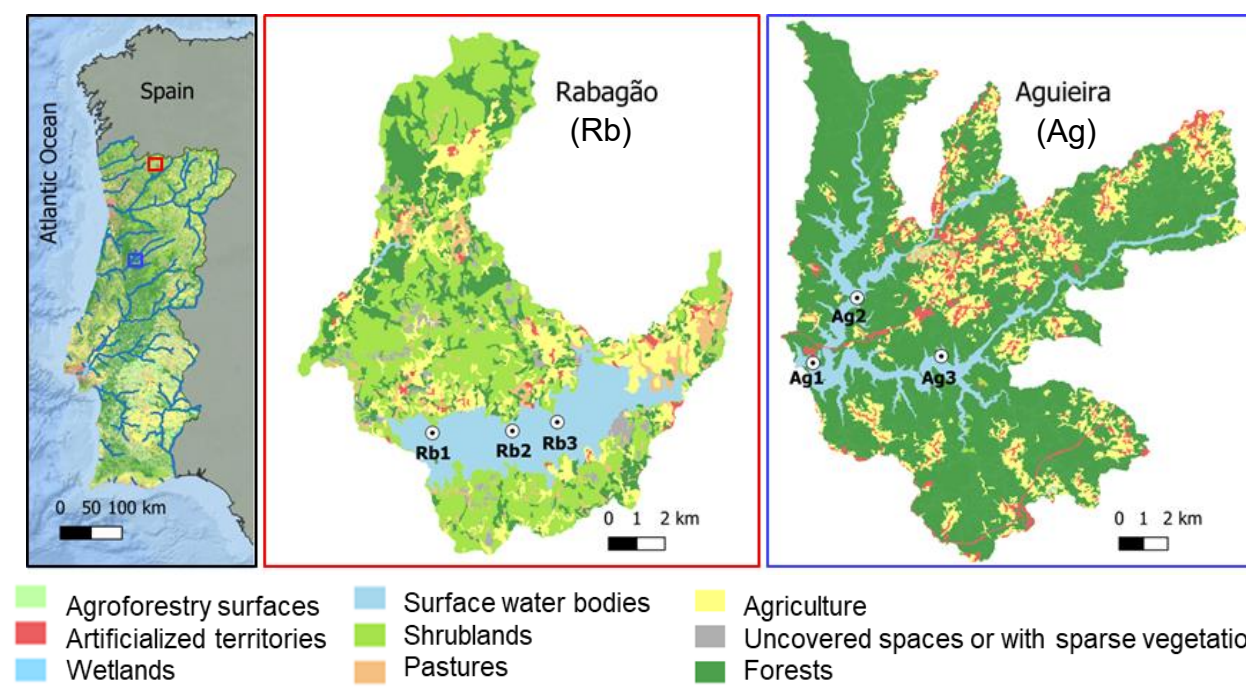 Atlantic Ocean
Spain
0 50 100 km
Rabagão
(Rb)
Rb1
Rb2
Rb3
0 1 2 km
Aguieira
(Ag)
Ag2
Ag1
Ag3
0 1 2 km
Agroforestry surfaces
Surface water bodies
Agriculture
Artificialized territories
Shrublands
Uncovered spaces or with sparse vegetatio
Wetlands
Pastures
Forests